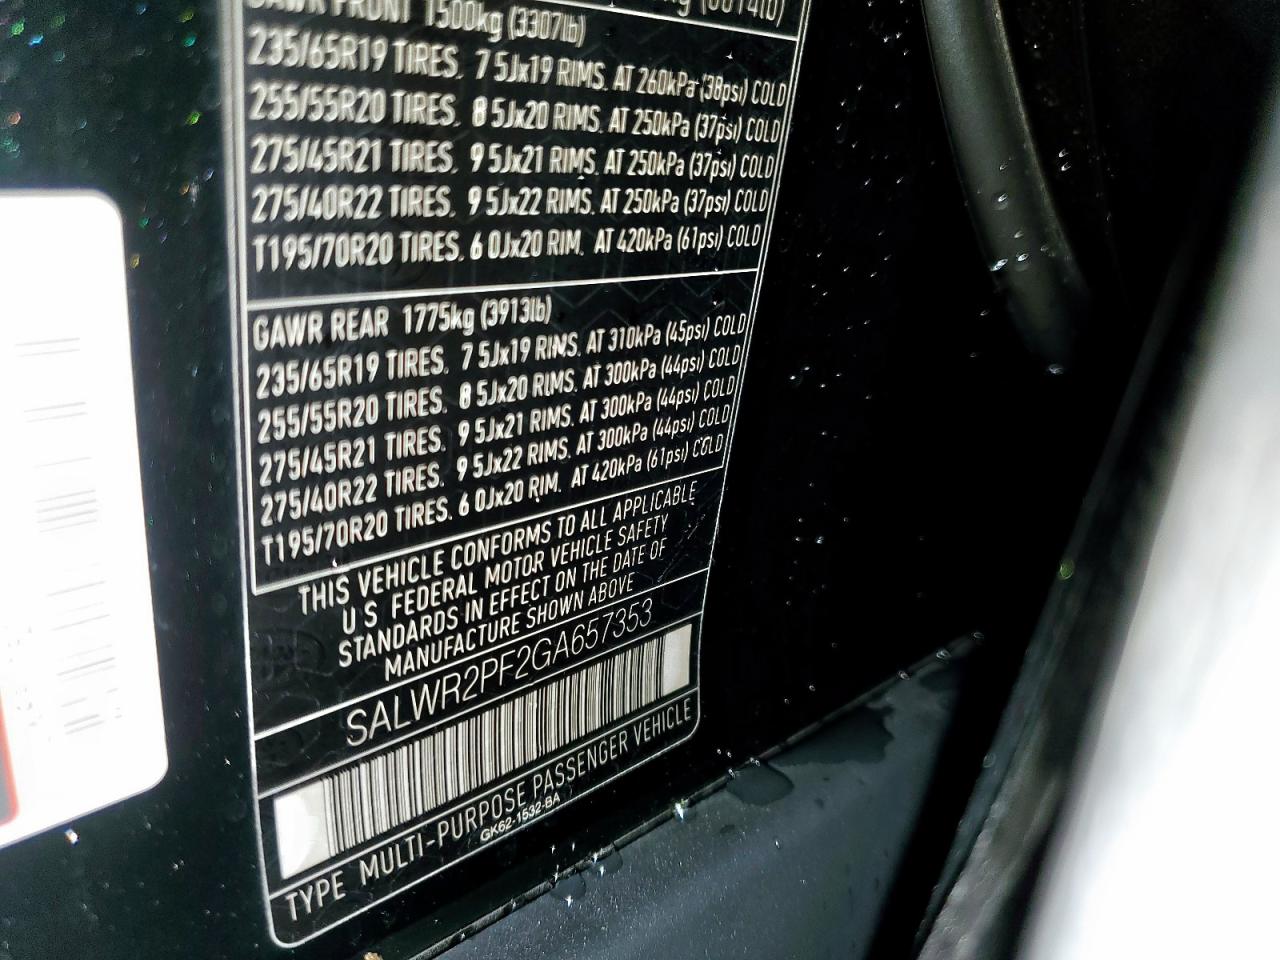 GAWR FRONT 1500kg (3307lb)
235/65R19 TIRES. 7 5Jx19 RIMS. AT 260kPa (38psi) COLD
255/55R20 TIRES. 8 5Jx20 RIMS. AT 250kPa (37psi) COLD
275/45R21 TIRES. 9 5Jx21 RIMS. AT 250kPa (37psi) COLD
275/40R22 TIRES. 9 5Jx22 RIMS. AT 250kPa (37psi) COLD
T195/70R20 TIRES. 6 0Jx20 RIM. AT 420kPa (61psi) COLD
GAWR REAR 1775kg (3913lb)
235/65R19 TIRES. 7 5Jx19 RIMS. AT 310kPa (45psi) COLD
255/55R20 TIRES. 8 5Jx20 RIMS. AT 300kPa (44psi) COLD
275/45R21 TIRES. 9 5Jx21 RIMS. AT 300kPa (44psi) COLD
275/40R22 TIRES. 9 5Jx22 RIMS. AT 300kPa (44psi) COLD
T195/70R20 TIRES. 6 0Jx20 RIM. AT 420kPa (61psi) COLD
THIS VEHICLE CONFORMS TO ALL APPLICABLE
U.S FEDERAL MOTOR VEHICLE SAFETY
STANDARDS IN EFFECT ON THE DATE OF
MANUFACTURE SHOWN ABOVE
SALWR2PF2GA657353
TYPE MULTI-PURPOSE PASSENGER VEHICLE
GK62-1532-BA